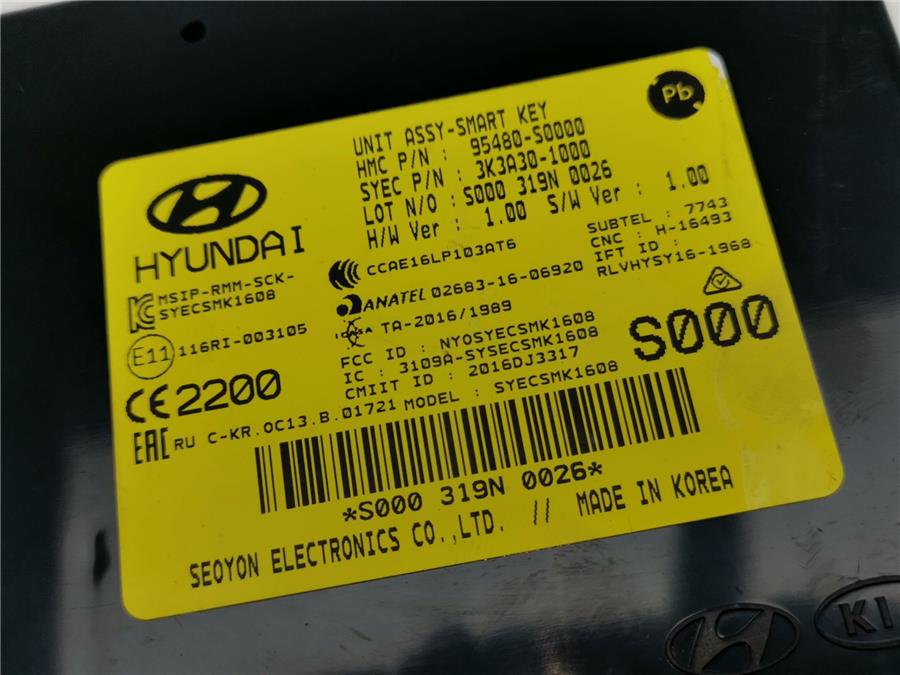 Pb
UNIT ASSY-SMART KEY
HMC P/N : 95480-S0000
SYEC P/N : 3K3A30-1000
LOT N/O : S000 319N 0026
H/W Ver : 1.00 S/W Ver : 1.00
HYUNDAI
MSIP-RMM-SCK-
SYECSMK1608
CCAE16LP103AT6
SUBTEL : 7743
CNC : H-16493
IFT ID :
RLVHYSY16-1968
ANATEL 02683-16-06920
TA-2016/1989
E11 116RI-003105
FCC ID : NYOSYECSMK1608
IC : 3109A-SYSECSMK1608
CMIIT ID : 2016DJ3317
S000
CE2200
EAC RU C-KR.OC13.B.01721 MODEL : SYECSMK1608
*S000 319N 0026*
SEOYON ELECTRONICS CO.,LTD. // MADE IN KOREA